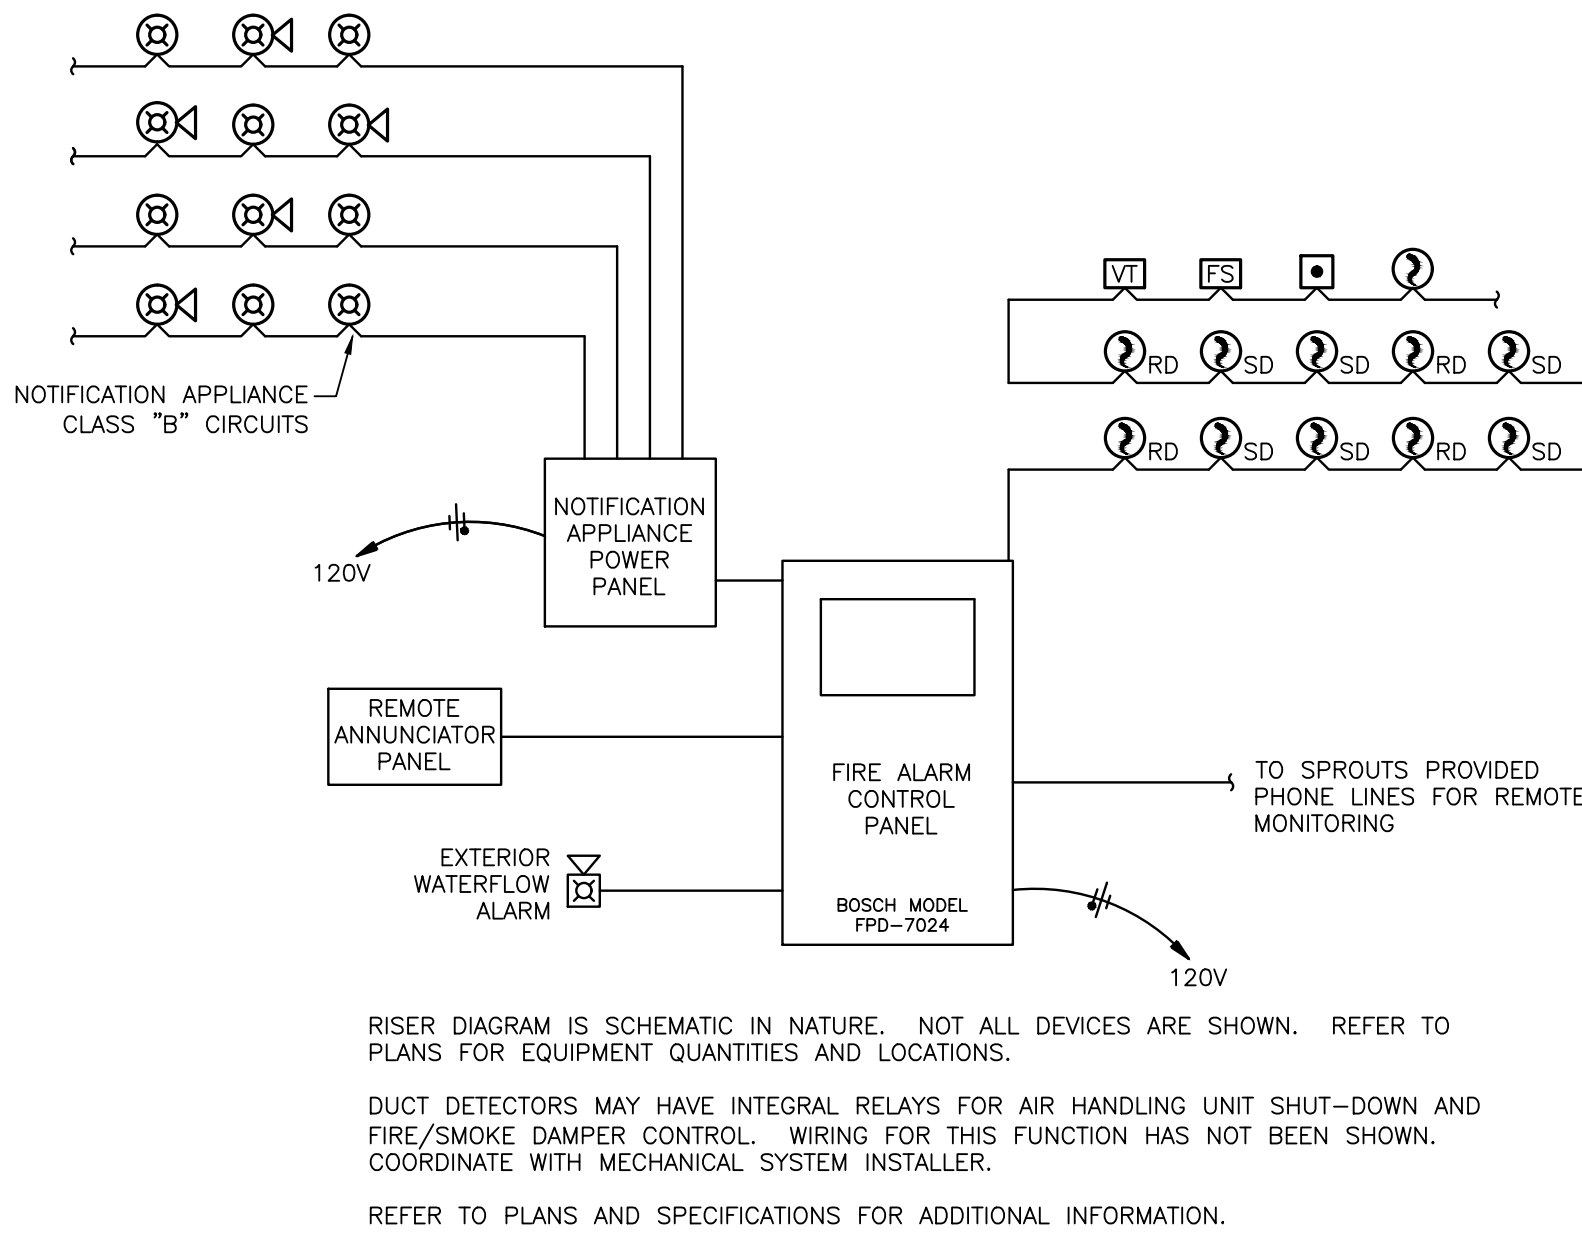 VT FS
RD SD SD RD SD
NOTIFICATION APPLIANCE
CLASS "B" CIRCUITS
RD SD SD RD SD
NOTIFICATION
APPLIANCE
POWER
PANEL
120V
REMOTE
ANNUNCIATOR
PANEL
FIRE ALARM
CONTROL
PANEL
TO SPROUTS PROVIDED
PHONE LINES FOR REMOTE
MONITORING
EXTERIOR
WATERFLOW
ALARM
BOSCH MODEL
FPD-7024
120V
RISER DIAGRAM IS SCHEMATIC IN NATURE. NOT ALL DEVICES ARE SHOWN. REFER TO
PLANS FOR EQUIPMENT QUANTITIES AND LOCATIONS.
DUCT DETECTORS MAY HAVE INTEGRAL RELAYS FOR AIR HANDLING UNIT SHUT-DOWN AND
FIRE/SMOKE DAMPER CONTROL. WIRING FOR THIS FUNCTION HAS NOT BEEN SHOWN.
COORDINATE WITH MECHANICAL SYSTEM INSTALLER.
REFER TO PLANS AND SPECIFICATIONS FOR ADDITIONAL INFORMATION.